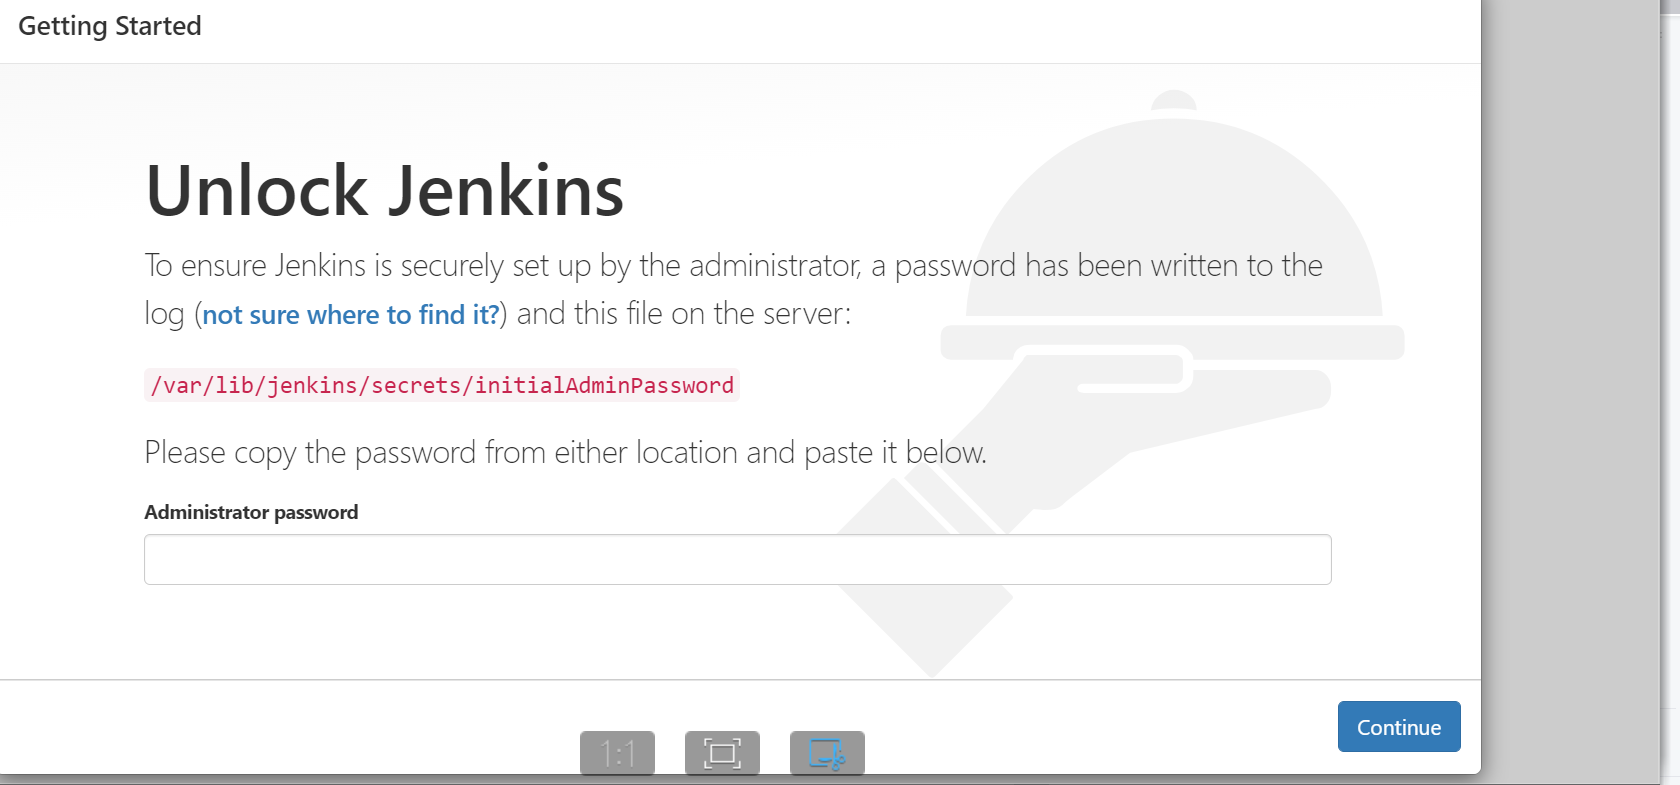 Getting Started
Unlock Jenkins
To ensure Jenkins is securely set up by the administrator, a password has been written to the
log (not sure where to find it?) and this file on the server:
/var/lib/jenkins/secrets/initialAdminPassword
Please copy the password from either location and paste it below.
Administrator password
Continue
1:1